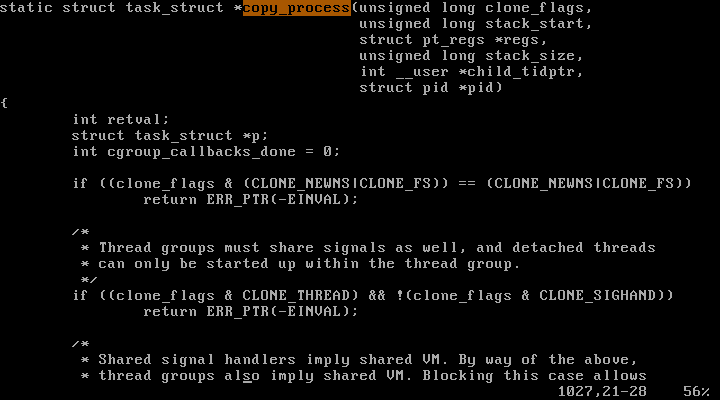 static struct task_struct *copy_process(unsigned long clone_flags,
unsigned long stack_start,
struct pt_regs *regs,
unsigned long stack_size,
int __user *child_tidptr,
struct pid *pid)
{
int retval;
struct task_struct *p;
int cgroup_callbacks_done = 0;
if ((clone_flags & (CLONE_NEWNS|CLONE_FS)) == (CLONE_NEWNS|CLONE_FS))
return ERR_PTR(-EINVAL);
/*
* Thread groups must share signals as well, and detached threads
* can only be started up within the thread group.
*/
if ((clone_flags & CLONE_THREAD) && !(clone_flags & CLONE_SIGHAND))
return ERR_PTR(-EINVAL);
/*
* Shared signal handlers imply shared VM. By way of the above,
* thread groups also imply shared VM. Blocking this case allows
1027,21-28 56%